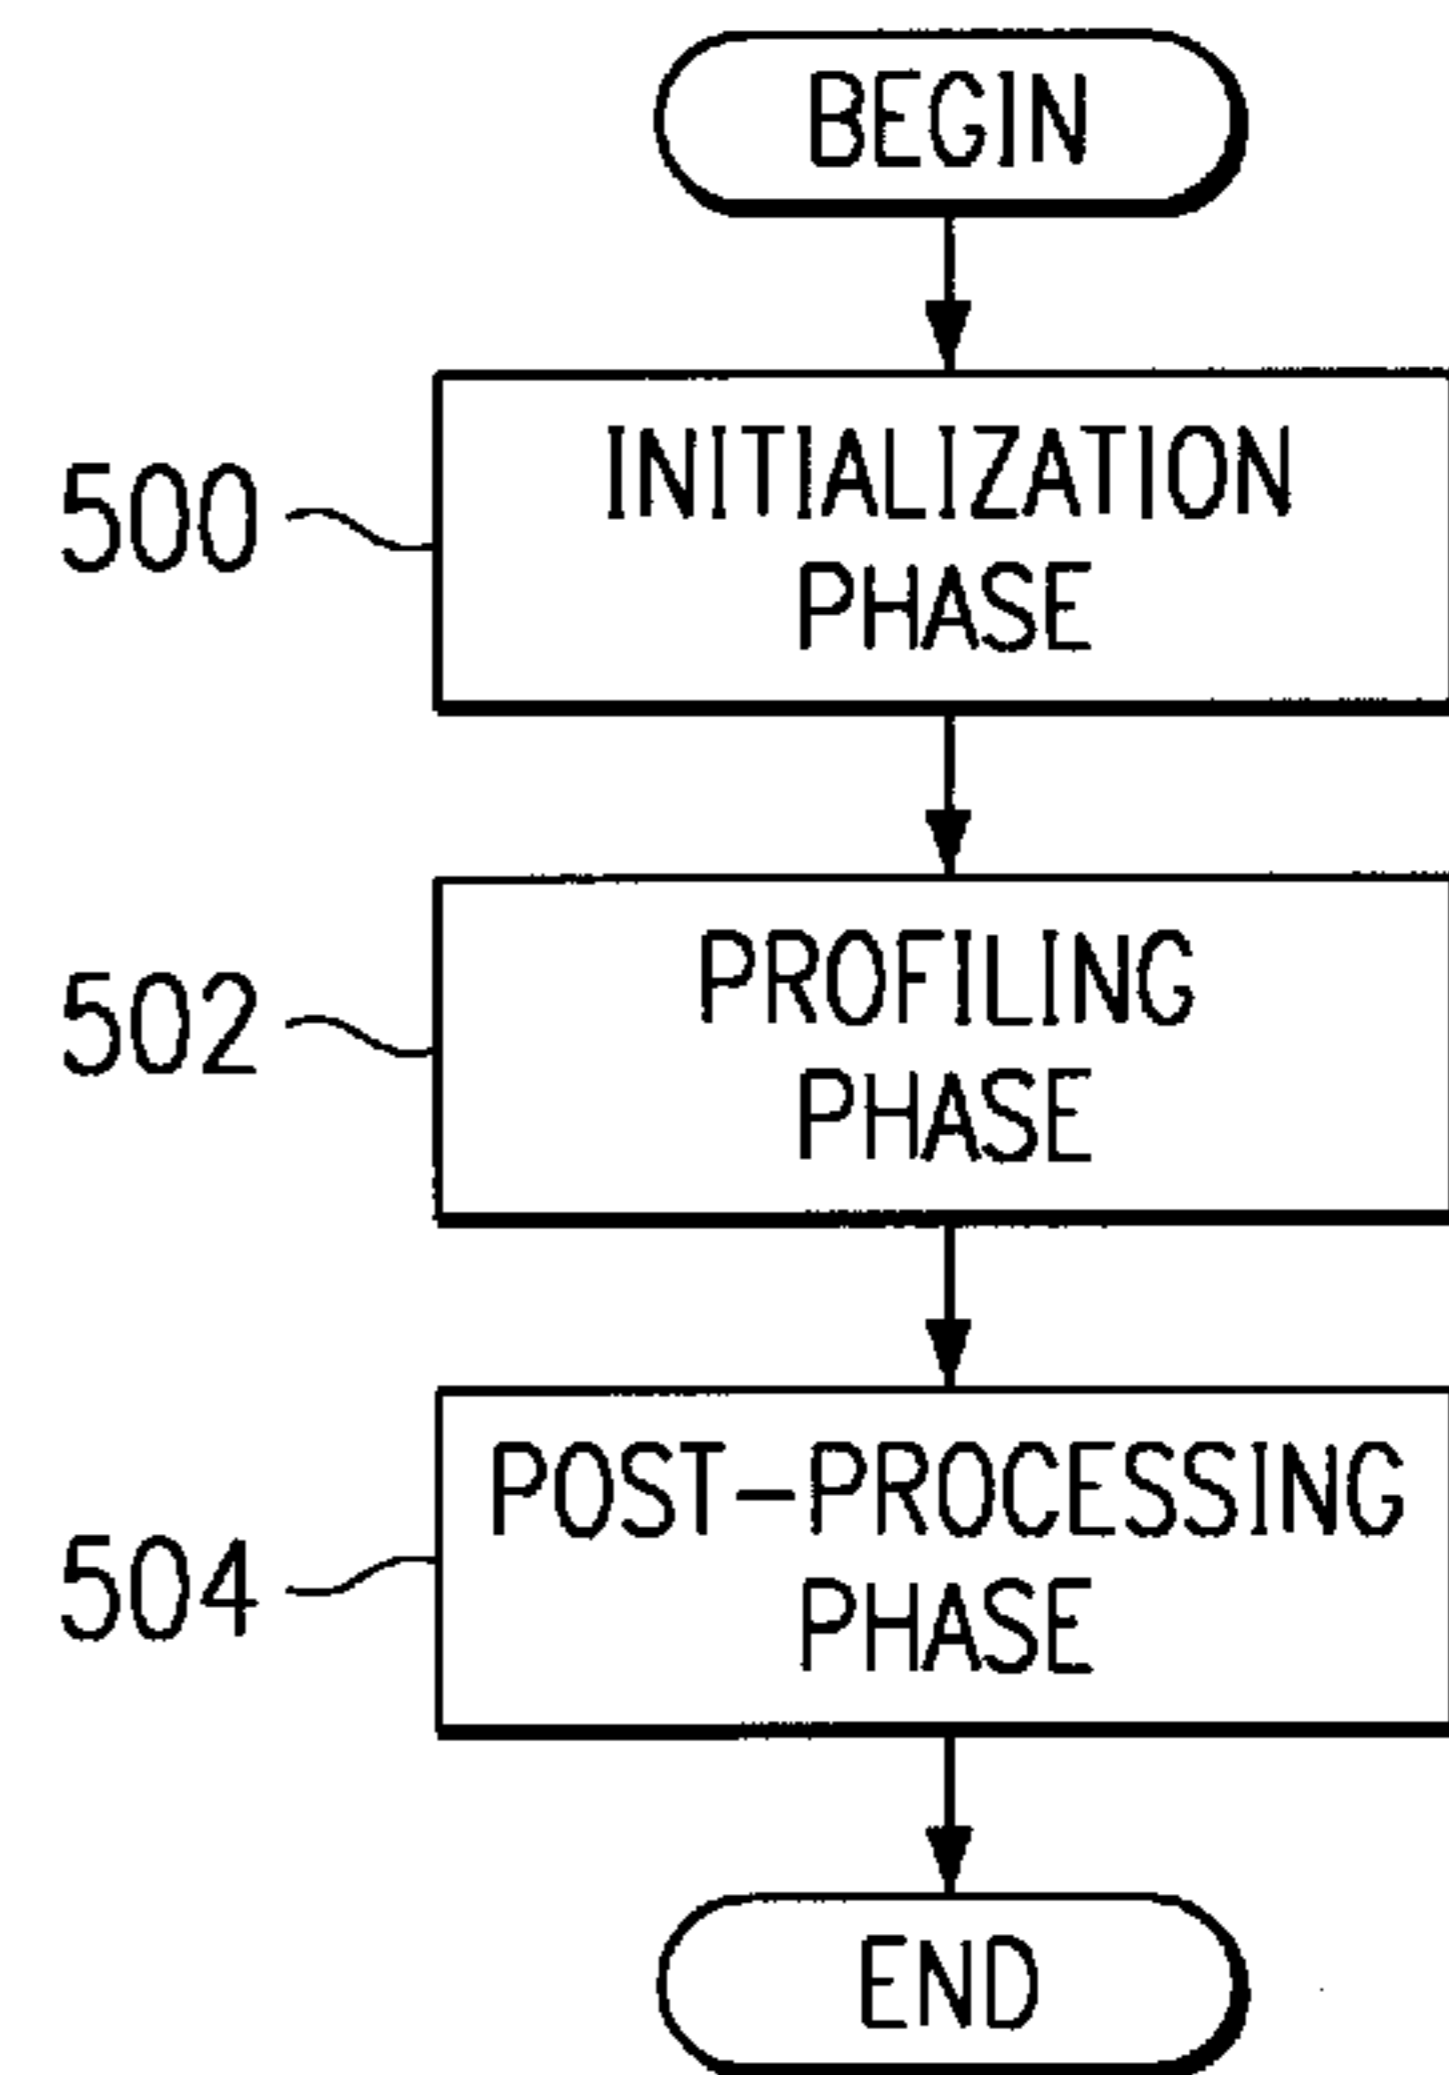 BEGIN
500
INITIALIZATION
PHASE
502
PROFILING
PHASE
504
POST-PROCESSING
PHASE
END